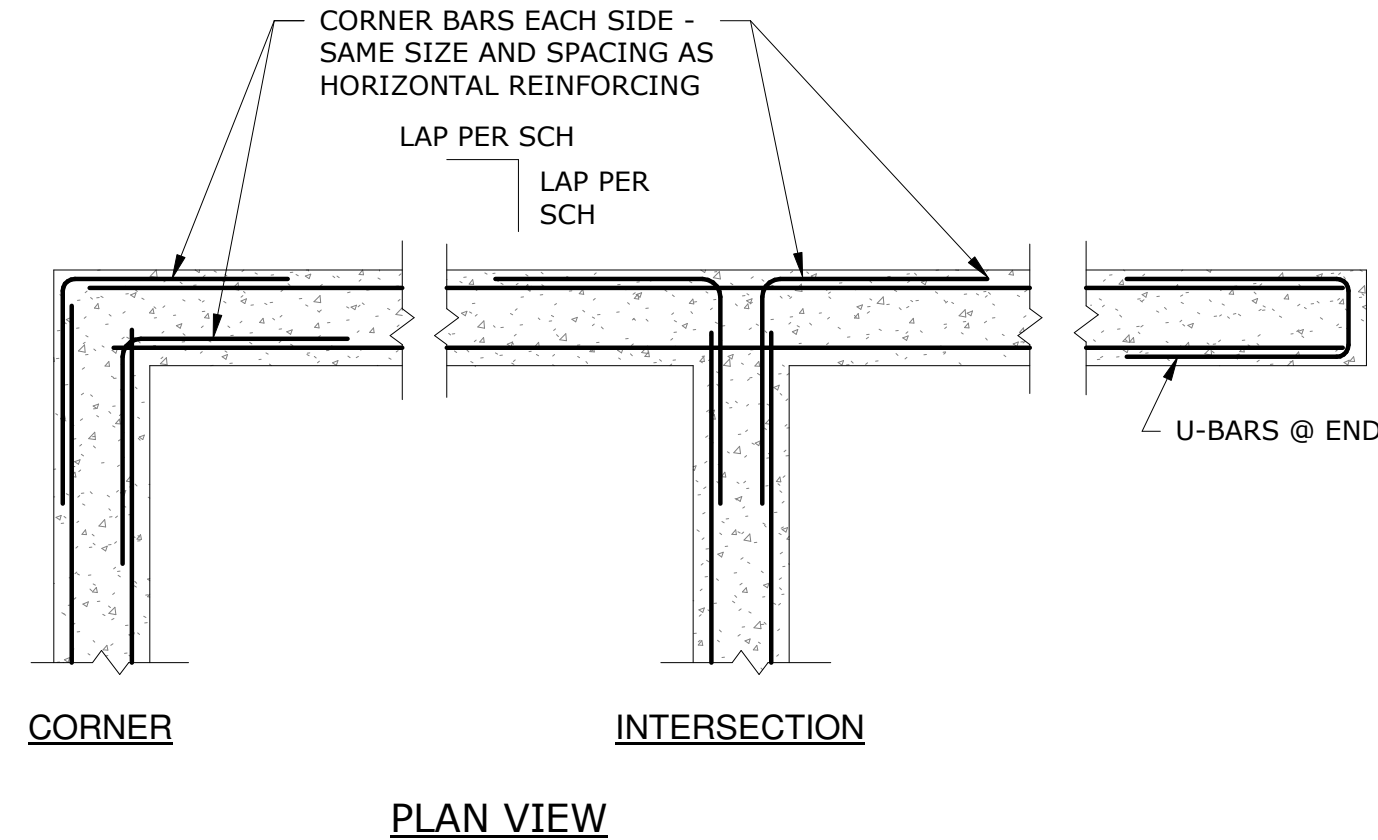 CORNER BARS EACH SIDE -
SAME SIZE AND SPACING AS
HORIZONTAL REINFORCING
LAP PER SCH
LAP PER
SCH
U-BARS @ END
CORNER
INTERSECTION
PLAN VIEW